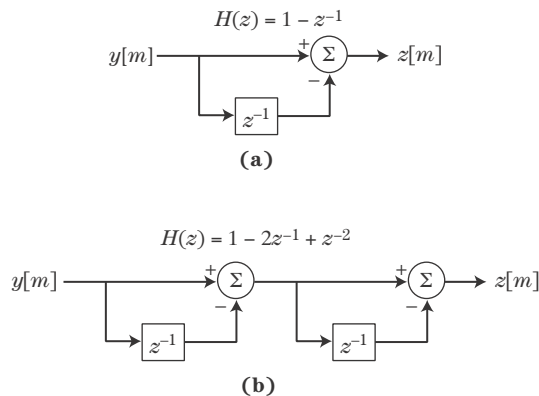 H(z) = 1 − z⁻¹
y[m] + Σ z[m]
−
z⁻¹
(a)
H(z) = 1 − 2z⁻¹ + z⁻²
y[m] + Σ + Σ z[m]
− −
z⁻¹ z⁻¹
(b)